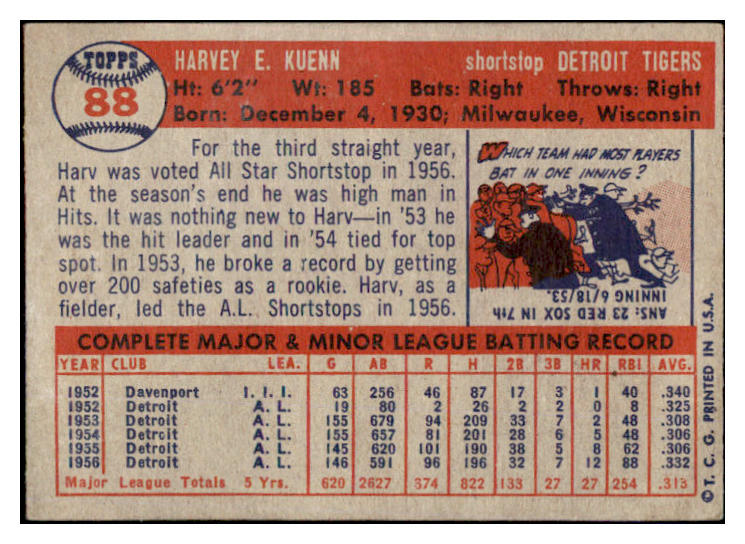 TOPPS
88
HARVEY E. KUENN shortstop DETROIT TIGERS
Ht: 6'2" Wt: 185 Bats: Right Throws: Right
Born: December 4, 1930; Milwaukee, Wisconsin
For the third straight year,
Harv was voted All Star Shortstop in 1956.
At the season's end he was high man in
Hits. It was nothing new to Harv—in '53 he
was the hit leader and in '54 tied for top
spot. In 1953, he broke a record by getting
over 200 safeties as a rookie. Harv, as a
fielder, led the A.L. Shortstops in 1956.
WHICH TEAM HAD MOST PLAYERS
BAT IN ONE INNING?
ANS: 23 RED SOX IN 7TH
INNING 6/18/53.
COMPLETE MAJOR & MINOR LEAGUE BATTING RECORD
YEAR CLUB LEA. G AB R H 2B 3B HR RBI AVG.
1952 Davenport I. I. I. 63 256 46 87 17 3 1 40 .340
1952 Detroit A. L. 19 80 2 26 2 2 0 8 .325
1953 Detroit A. L. 155 679 94 209 33 7 2 48 .308
1954 Detroit A. L. 155 657 81 201 28 6 5 48 .306
1955 Detroit A. L. 145 620 101 190 38 5 8 62 .306
1956 Detroit A. L. 146 591 96 196 32 7 12 88 .332
Major League Totals 5 Yrs. 620 2627 374 822 133 27 27 254 .313
© T. C. G. PRINTED IN U.S.A.